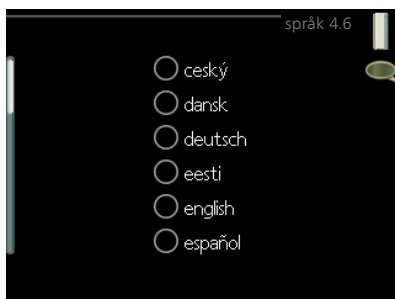 språk 4.6
ceský
dansk
deutsch
eesti
english
español